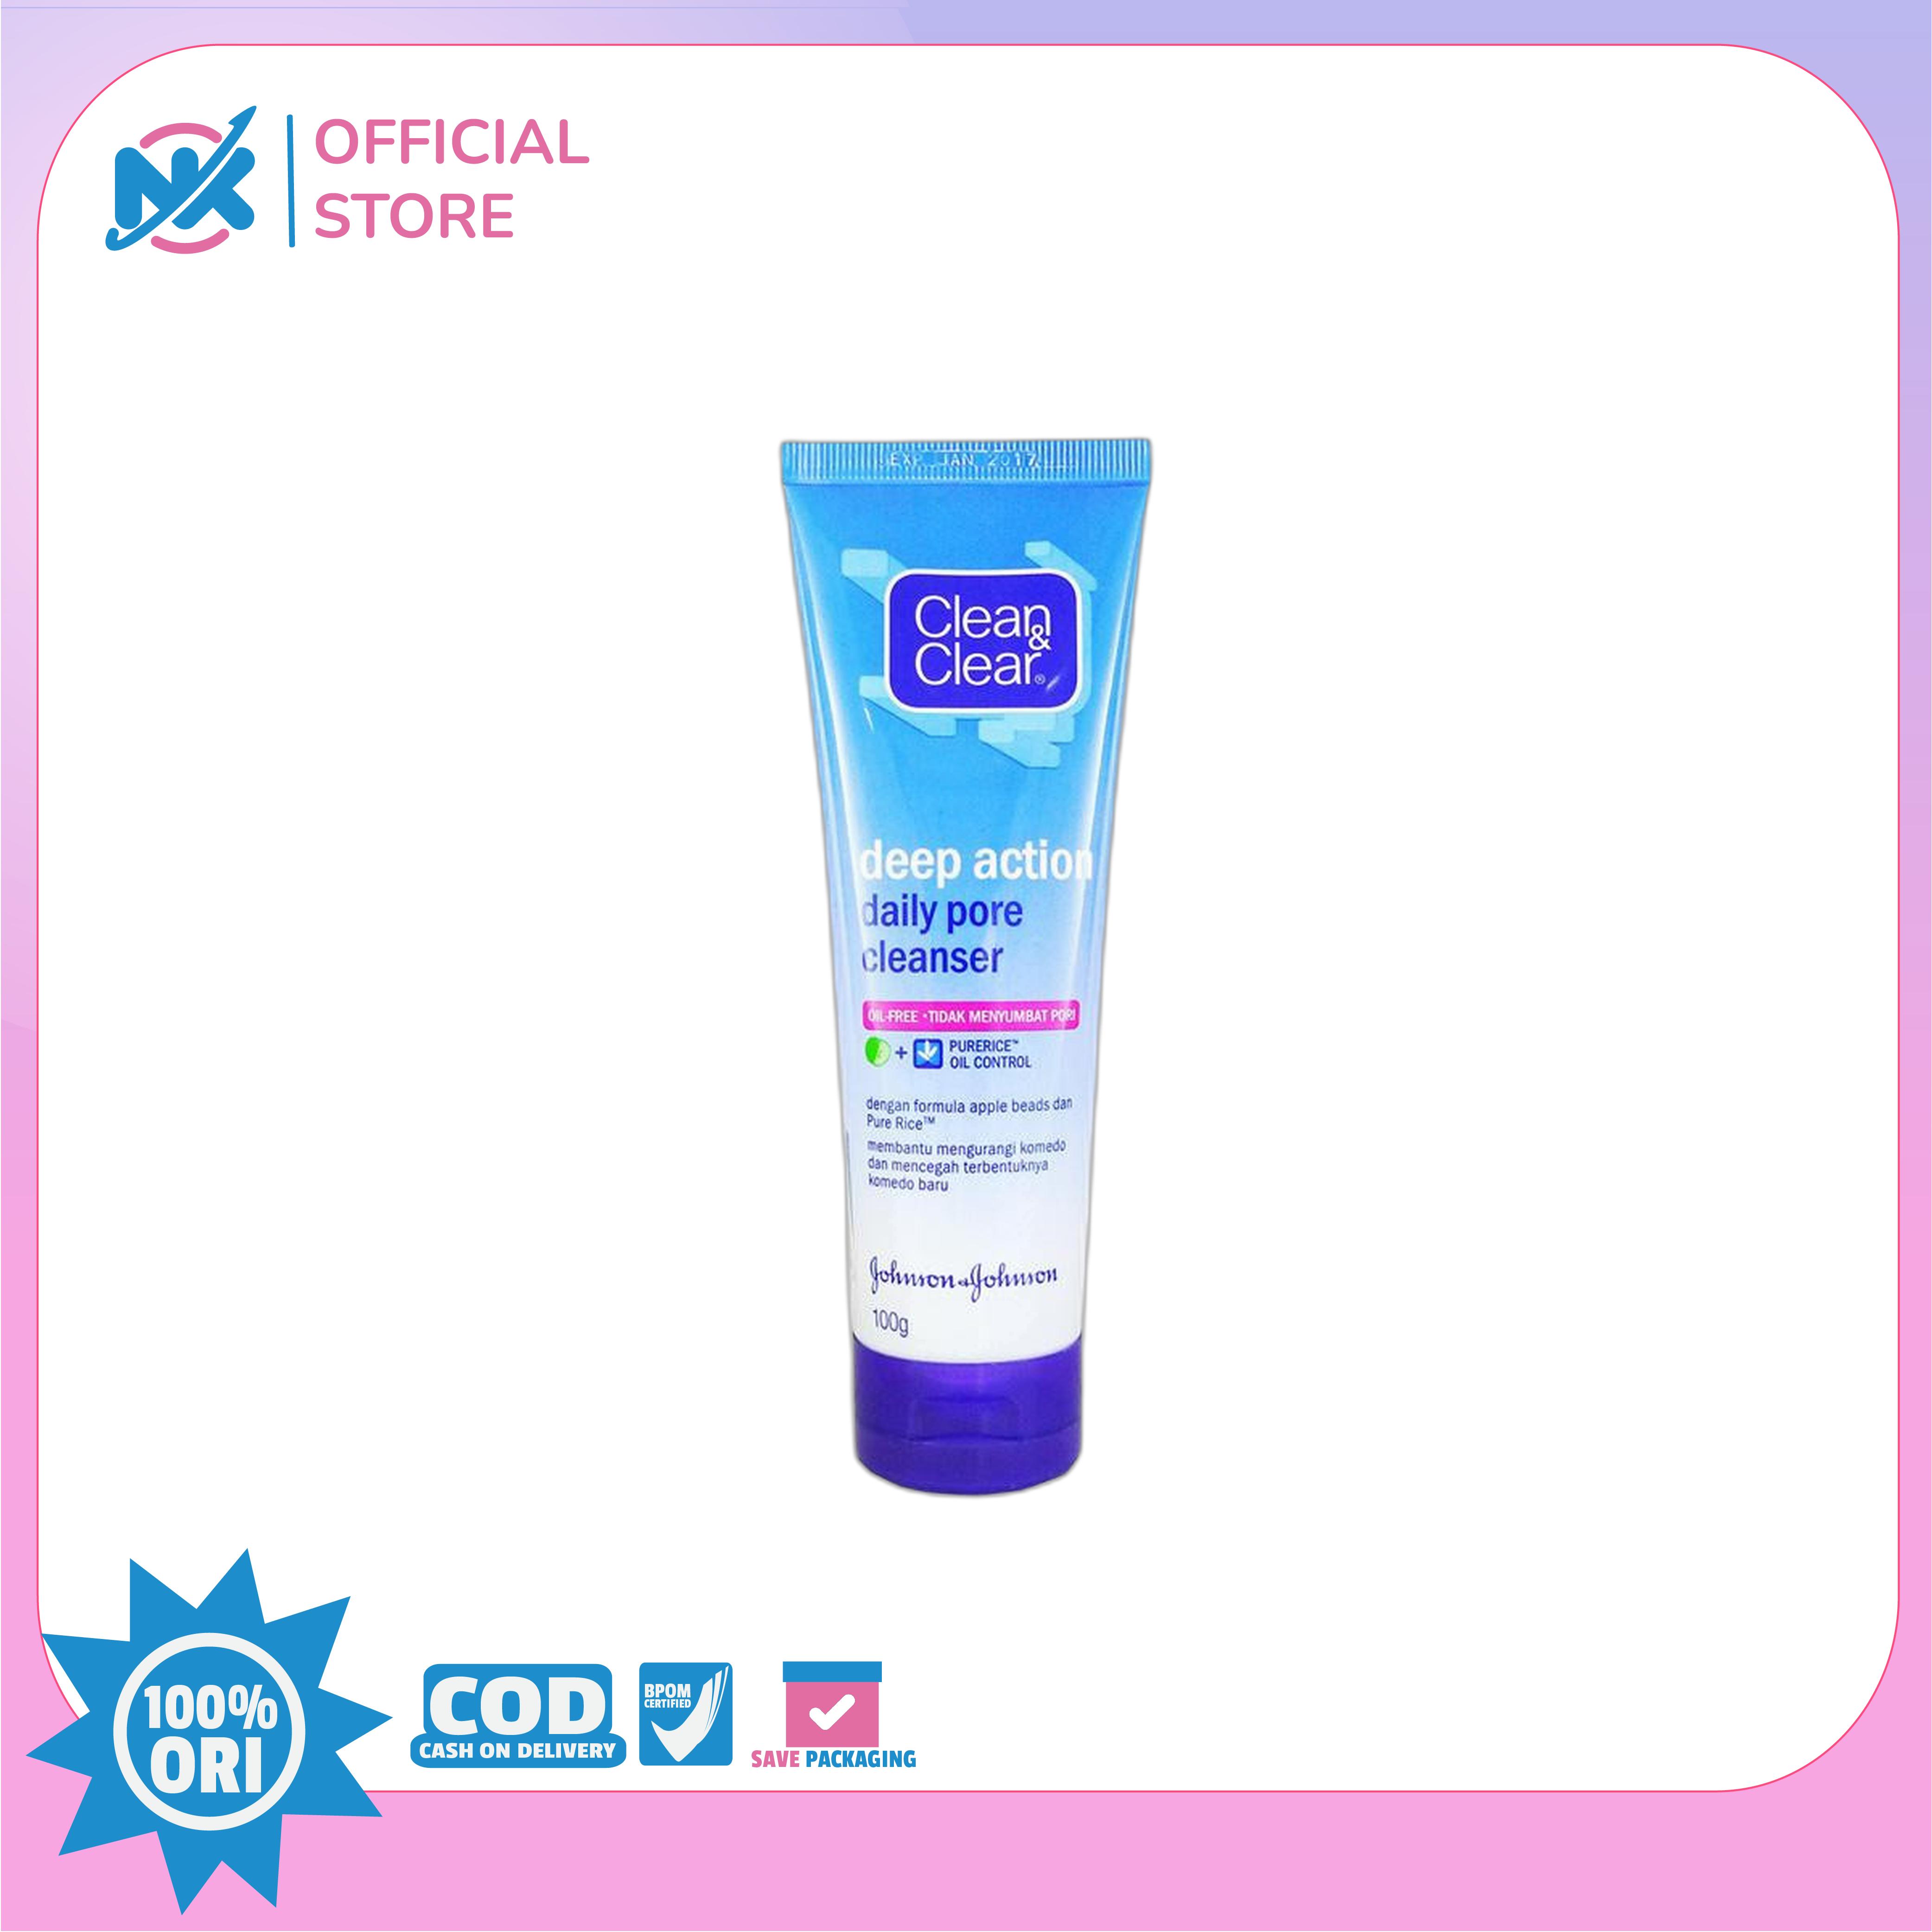 NK
OFFICIAL
STORE
EXP JAN 2017
Clean
&
Clear®
deep action
daily pore
cleanser
OIL-FREE • TIDAK MENYUMBAT PORI
+ PURERICE™
OIL CONTROL
dengan formula apple beads dan
Pure Rice™
membantu mengurangi komedo
dan mencegah terbentuknya
komedo baru
Johnson & Johnson
100g
100%
ORI
COD
CASH ON DELIVERY
BPOM
CERTIFIED
SAVE PACKAGING